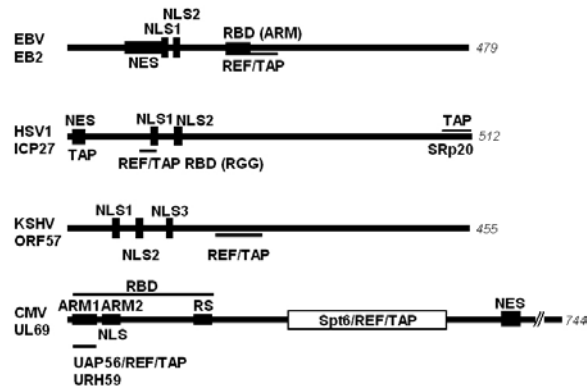 NLS2
EBV NLS1 RBD (ARM)
EB2 NES REF/TAP 479
NES NLS1 NLS2 TAP
HSV1 512
ICP27 TAP REF/TAP RBD (RGG) SRp20
NLS1 NLS3
KSHV 455
ORF57 NLS2 REF/TAP
RBD
ARM1 ARM2 RS NES
CMV Spt6/REF/TAP
UL69 NLS 744
UAP56/REF/TAP
URH59